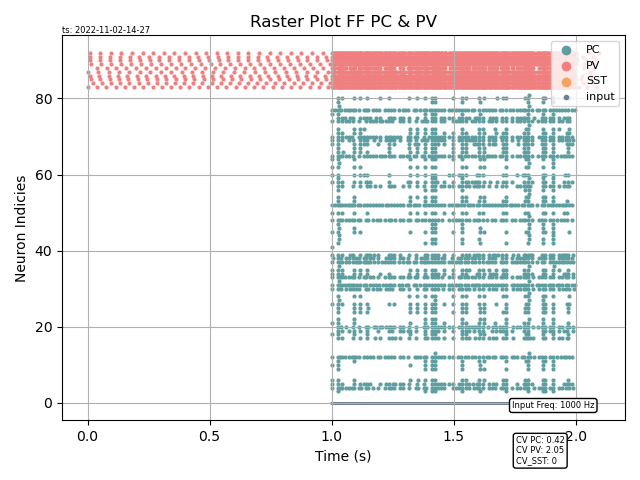 Raster Plot FF PC & PV
ts: 2022-11-02-14-27
PC
PV
SST
input
80
60
40
20
0
Neuron Indicies
Input Freq: 1000 Hz
0.0 0.5 1.0 1.5 2.0
Time (s)
CV PC: 0.42
CV PV: 2.05
CV_SST: 0